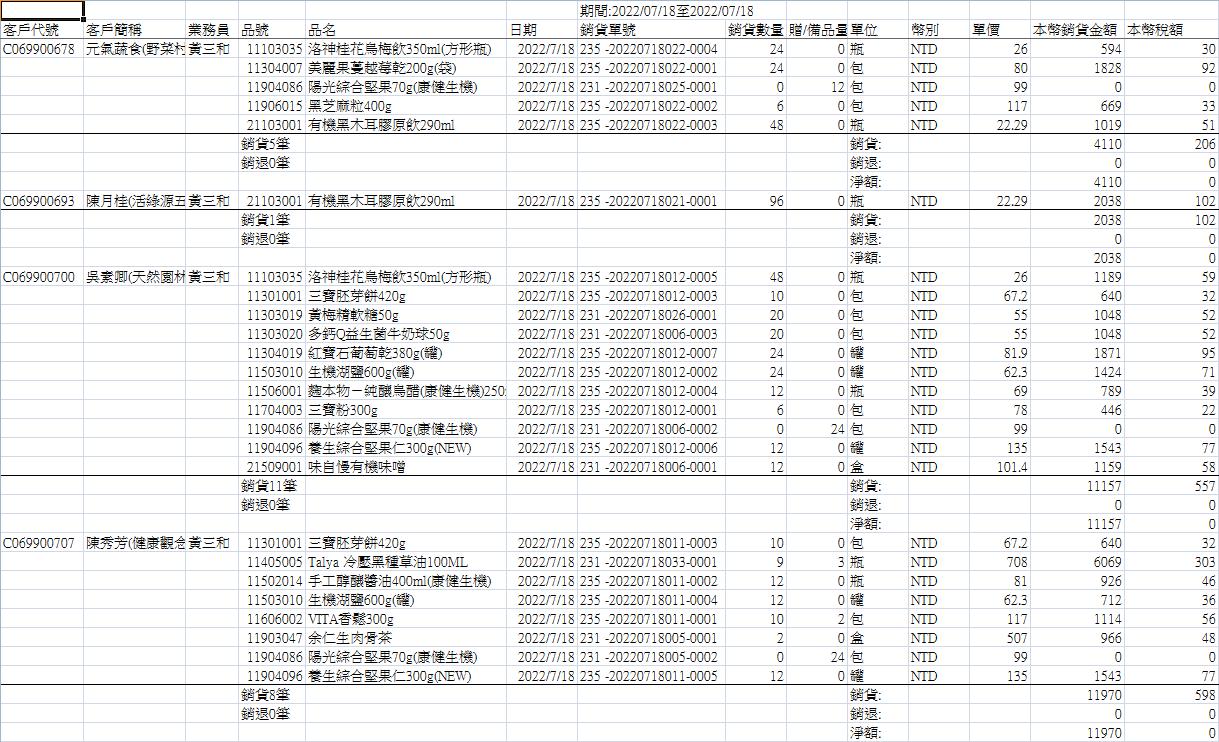 期間:2022/07/18至2022/07/18
客戶代號 客戶簡稱 業務員 品號 品名 日期 銷貨單號 銷貨數量 贈/備品量 單位 幣別 單價 本幣銷貨金額 本幣稅額
C069900678 元氣蔬食(野菜村 黃三和 11103035 洛神桂花烏梅飲350ml(方形瓶) 2022/7/18 235 -20220718022-0004 24 0 瓶 NTD 26 594 30
11304007 美麗果蔓越莓乾200g(袋) 2022/7/18 235 -20220718022-0001 24 0 包 NTD 80 1828 92
11904086 陽光綜合堅果70g(康健生機) 2022/7/18 231 -20220718025-0001 0 12 包 NTD 99 0 0
11906015 黑芝麻粒400g 2022/7/18 235 -20220718022-0002 6 0 包 NTD 117 669 33
21103001 有機黑木耳膠原飲290ml 2022/7/18 235 -20220718022-0003 48 0 瓶 NTD 22.29 1019 51
銷貨5筆 銷貨: 4110 206
銷退0筆 銷退: 0 0
淨額: 4110 0
C069900693 陳月桂(活綠源五 黃三和 21103001 有機黑木耳膠原飲290ml 2022/7/18 235 -20220718021-0001 96 0 瓶 NTD 22.29 2038 102
銷貨1筆 銷貨: 2038 102
銷退0筆 銷退: 0 0
淨額: 2038 0
C069900700 吳素卿(天然園材 黃三和 11103035 洛神桂花烏梅飲350ml(方形瓶) 2022/7/18 235 -20220718012-0005 48 0 瓶 NTD 26 1189 59
11301001 三寶胚芽餅420g 2022/7/18 235 -20220718012-0003 10 0 包 NTD 67.2 640 32
11303019 黃梅精軟糖50g 2022/7/18 231 -20220718026-0001 20 0 包 NTD 55 1048 52
11303020 多鈣Q益生菌牛奶球50g 2022/7/18 231 -20220718006-0003 20 0 包 NTD 55 1048 52
11304019 紅寶石葡萄乾380g(罐) 2022/7/18 235 -20220718012-0007 24 0 罐 NTD 81.9 1871 95
11503010 生機湖鹽600g(罐) 2022/7/18 235 -20220718012-0002 24 0 罐 NTD 62.3 1424 71
11506001 麴本物－純釀烏醋(康健生機)250 2022/7/18 235 -20220718012-0004 12 0 瓶 NTD 69 789 39
11704003 三寶粉300g 2022/7/18 235 -20220718012-0001 6 0 包 NTD 78 446 22
11904086 陽光綜合堅果70g(康健生機) 2022/7/18 231 -20220718006-0002 0 24 包 NTD 99 0 0
11904096 養生綜合堅果仁300g(NEW) 2022/7/18 235 -20220718012-0006 12 0 罐 NTD 135 1543 77
21509001 味自慢有機味噌 2022/7/18 231 -20220718006-0001 12 0 盒 NTD 101.4 1159 58
銷貨11筆 銷貨: 11157 557
銷退0筆 銷退: 0 0
淨額: 11157 0
C069900707 陳秀芳(健康觀念 黃三和 11301001 三寶胚芽餅420g 2022/7/18 235 -20220718011-0003 10 0 包 NTD 67.2 640 32
11405005 Talya 冷壓黑種草油100ML 2022/7/18 231 -20220718033-0001 9 3 瓶 NTD 708 6069 303
11502014 手工醇釀醬油400ml(康健生機) 2022/7/18 235 -20220718011-0002 12 0 瓶 NTD 81 926 46
11503010 生機湖鹽600g(罐) 2022/7/18 235 -20220718011-0004 12 0 罐 NTD 62.3 712 36
11606002 VITA香鬆300g 2022/7/18 235 -20220718011-0001 10 2 包 NTD 117 1114 56
11903047 余仁生肉骨茶 2022/7/18 231 -20220718005-0001 2 0 盒 NTD 507 966 48
11904086 陽光綜合堅果70g(康健生機) 2022/7/18 231 -20220718005-0002 0 24 包 NTD 99 0 0
11904096 養生綜合堅果仁300g(NEW) 2022/7/18 235 -20220718011-0005 12 0 罐 NTD 135 1543 77
銷貨8筆 銷貨: 11970 598
銷退0筆 銷退: 0 0
淨額: 11970 0